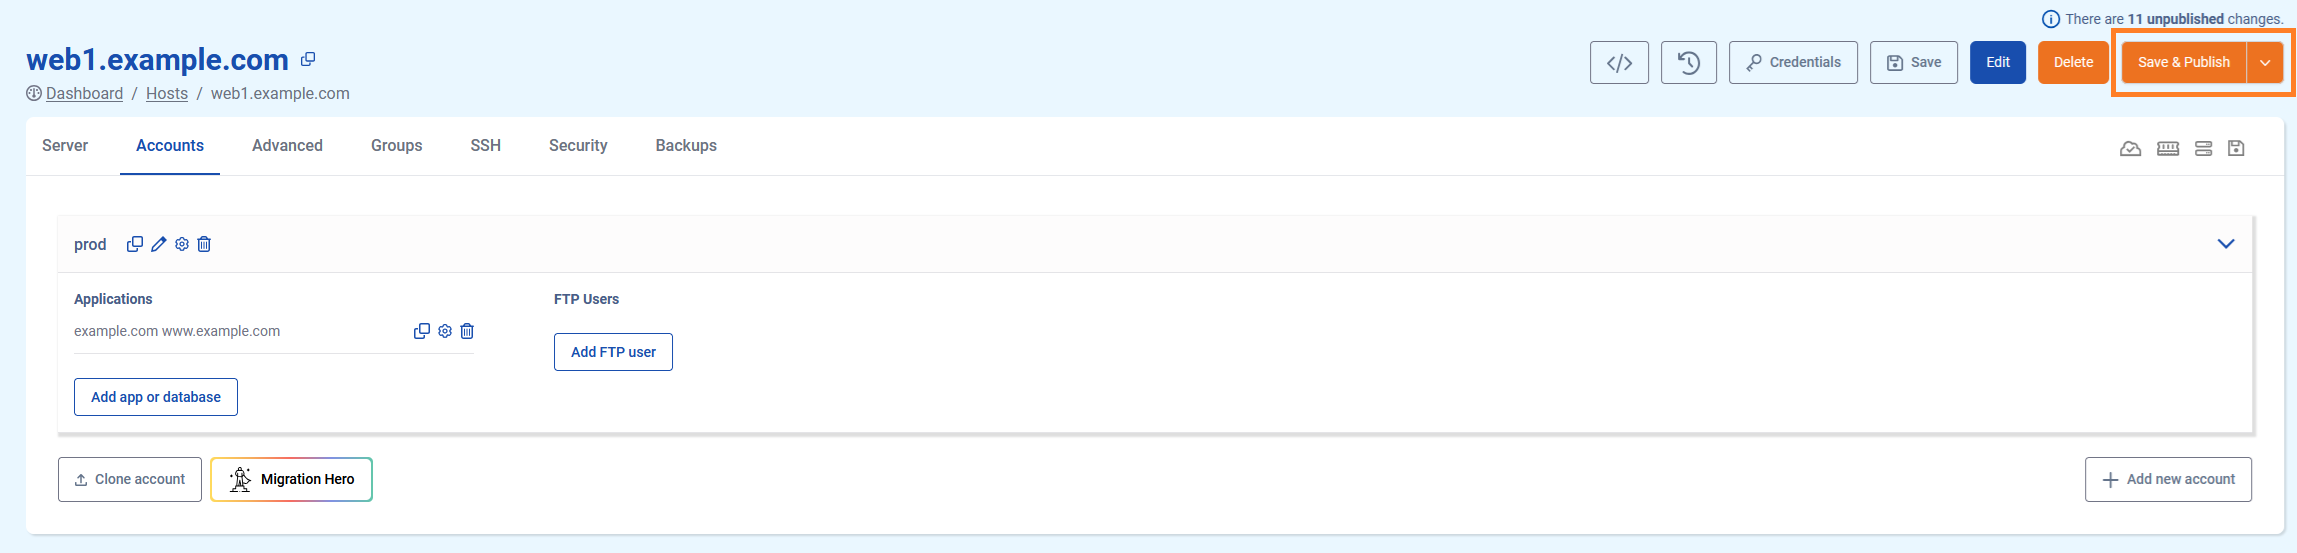 There are 11 unpublished changes.
web1.example.com
</> Credentials Save Edit Delete Save & Publish
Dashboard / Hosts / web1.example.com
Server Accounts Advanced Groups SSH Security Backups
prod
Applications FTP Users
example.com www.example.com
Add FTP user
Add app or database
Clone account Migration Hero Add new account